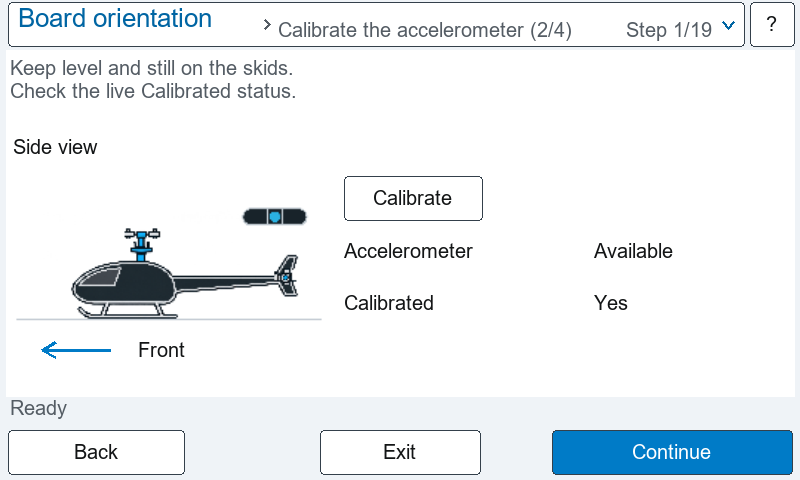 Board orientation
› Calibrate the accelerometer (2/4)
Step 1/19
?
Keep level and still on the skids.
Check the live Calibrated status.
Side view
Calibrate
Accelerometer Available
Calibrated Yes
Front
Ready
Back
Exit
Continue